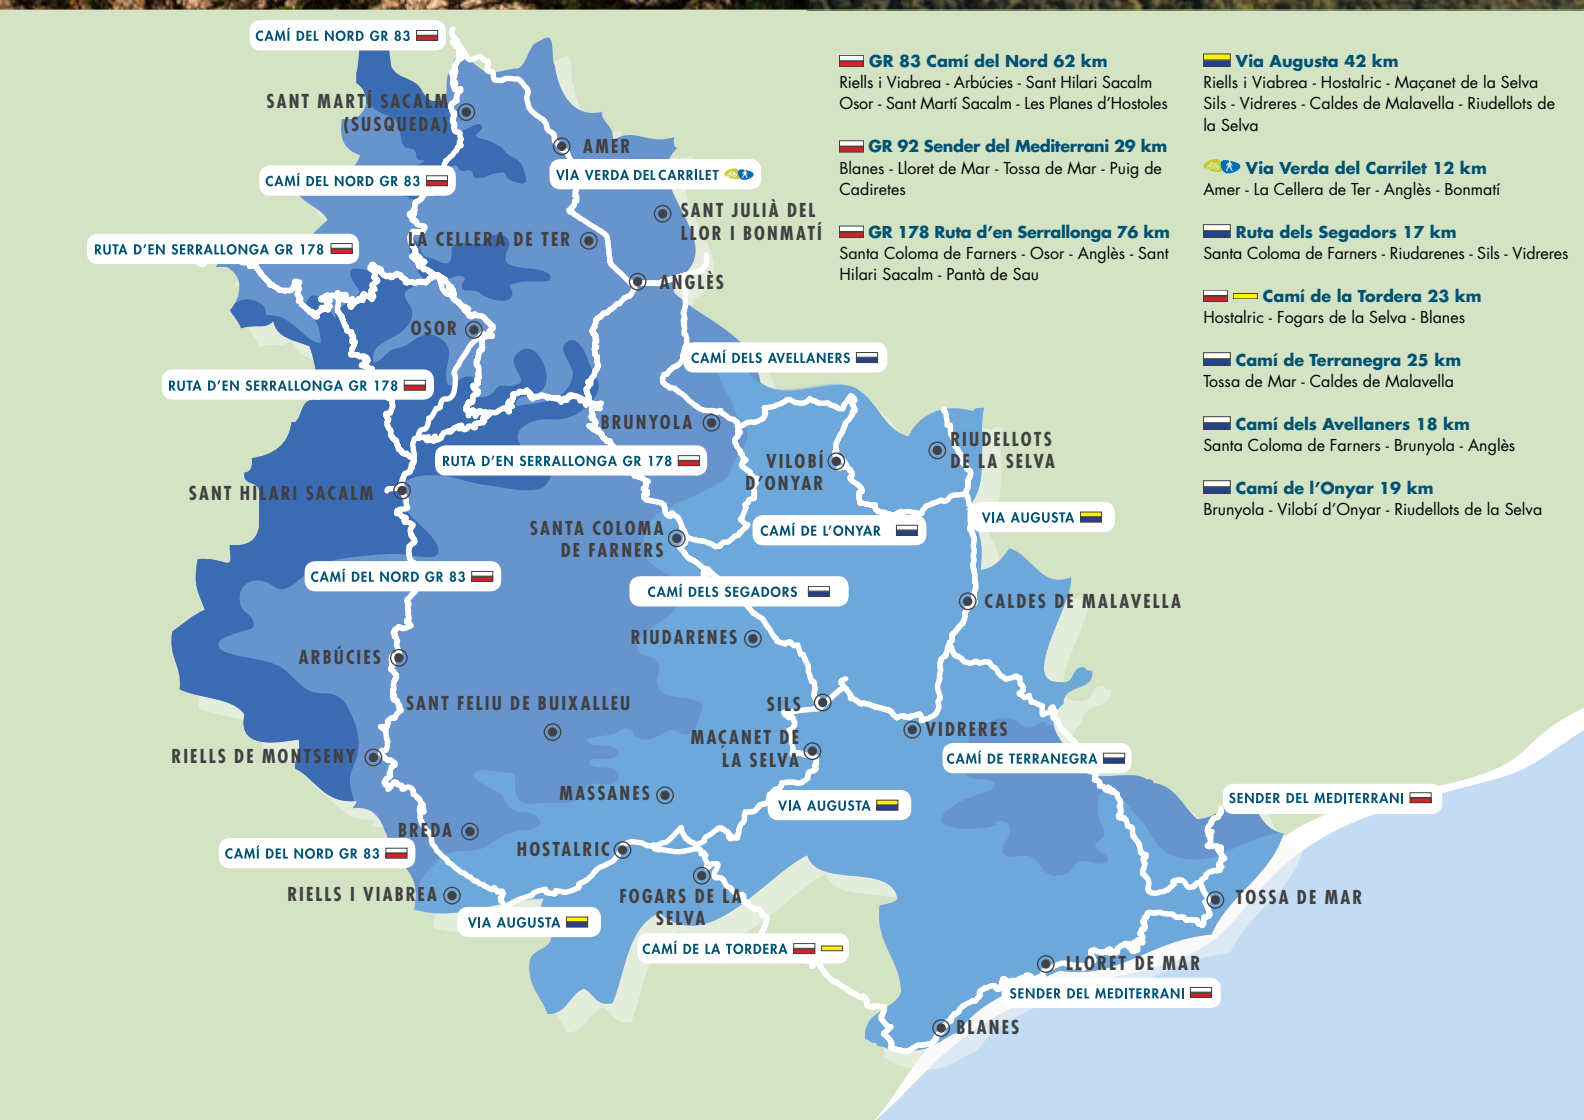 GR 83 Camí del Nord 62 km
Riells i Viabrea - Arbúcies - Sant Hilari Sacalm
Osor - Sant Martí Sacalm - Les Planes d’Hostoles
GR 92 Sender del Mediterrani 29 km
Blanes - Lloret de Mar - Tossa de Mar - Puig de
Cadiretes
GR 178 Ruta d’en Serrallonga 76 km
Santa Coloma de Farners - Osor - Anglès - Sant
Hilari Sacalm - Pantà de Sau
Via Augusta 42 km
Riells i Viabrea - Hostalric - Maçanet de la Selva
Sils - Vidreres - Caldes de Malavella - Riudellots de
la Selva
Via Verda del Carrilet 12 km
Amer - La Cellera de Ter - Anglès - Bonmatí
Ruta dels Segadors 17 km
Santa Coloma de Farners - Riudarenes - Sils - Vidreres
Camí de la Tordera 23 km
Hostalric - Fogars de la Selva - Blanes
Camí de Terranegra 25 km
Tossa de Mar - Caldes de Malavella
Camí dels Avellaners 18 km
Santa Coloma de Farners - Brunyola - Anglès
Camí de l’Onyar 19 km
Brunyola - Vilobí d’Onyar - Riudellots de la Selva
CAMÍ DEL NORD GR 83
SANT MARTÍ SACALM
(SUSQUEDA)
AMER
VIA VERDA DEL CARRILET
CAMÍ DEL NORD GR 83
SANT JULIÀ DEL
LLOR I BONMATÍ
LA CELLERA DE TER
RUTA D’EN SERRALLONGA GR 178
ANGLÈS
OSOR
CAMÍ DELS AVELLANERS
RUTA D’EN SERRALLONGA GR 178
BRUNYOLA
RIUDELLOTS
DE LA SELVA
RUTA D’EN SERRALLONGA GR 178
VILOBÍ
D’ONYAR
SANT HILARI SACALM
VIA AUGUSTA
SANTA COLOMA
DE FARNERS
CAMÍ DE L’ONYAR
CAMÍ DEL NORD GR 83
CAMÍ DELS SEGADORS
CALDES DE MALAVELLA
RIUDARENES
ARBÚCIES
SANT FELIU DE BUIXALLEU
SILS
VIDRERES
MAÇANET DE
LA SELVA
RIELLS DE MONTSENY
CAMÍ DE TERRANEGRA
MASSANES
VIA AUGUSTA
SENDER DEL MEDITERRANI
BREDA
HOSTALRIC
CAMÍ DEL NORD GR 83
RIELLS I VIABREA
FOGARS DE LA
SELVA
TOSSA DE MAR
VIA AUGUSTA
CAMÍ DE LA TORDERA
LLORET DE MAR
SENDER DEL MEDITERRANI
BLANES